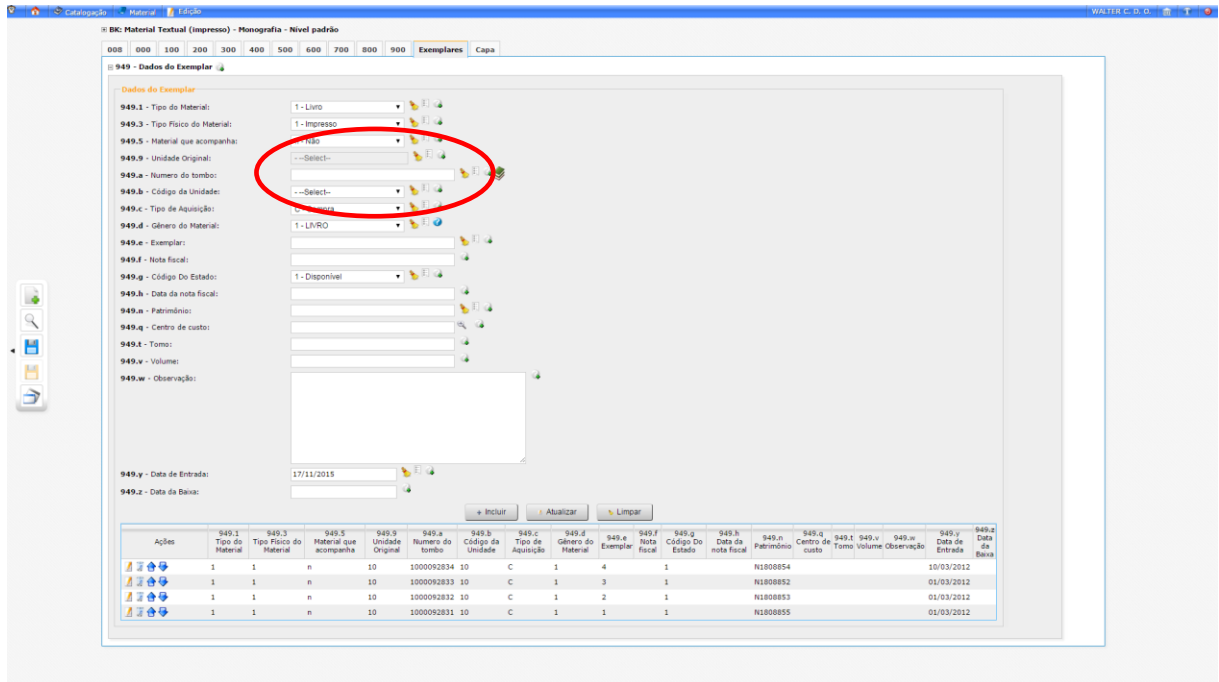 Catalogação Material Edição WALTER C. D. O.
BK: Material Textual (impresso) - Monografia - Nível padrão
008 000 100 200 300 400 500 600 700 800 900 Exemplares Capa
949 - Dados do Exemplar
Dados do Exemplar
949.1 - Tipo do Material: 1 - Livro
949.3 - Tipo Físico do Material: 1 - Impresso
949.5 - Material que acompanha: Não
949.9 - Unidade Original: - --Select--
949.a - Numero do tombo:
949.b - Código da Unidade: - --Select--
949.c - Tipo de Aquisição:
949.d - Gênero do Material: 1 - LIVRO
949.e - Exemplar:
949.f - Nota fiscal:
949.g - Código Do Estado: 1 - Disponível
949.h - Data da nota fiscal:
949.n - Patrimônio:
949.q - Centro de custo:
949.t - Tomo:
949.v - Volume:
949.w - Observação:
949.y - Data de Entrada: 17/11/2015
949.z - Data da Baixa:
+ Incluir Atualizar Limpar
Ações 949.1 Tipo do Material 949.3 Tipo Físico do Material 949.5 Material que acompanha 949.9 Unidade Original 949.a Numero do tombo 949.b Código da Unidade 949.c Tipo de Aquisição 949.d Gênero do Material 949.e Exemplar 949.f Nota fiscal 949.g Código Do Estado 949.h Data da nota fiscal 949.n Patrimônio 949.q Centro de custo 949.t Tomo 949.v Volume 949.w Observação 949.y Data de Entrada 949.z Data da Baixa
1 1 n 10 1000092834 10 C 1 4 1 N1808854 10/03/2012
1 1 n 10 1000092833 10 C 1 3 1 N1808852 01/03/2012
1 1 n 10 1000092832 10 C 1 2 1 N1808853 01/03/2012
1 1 n 10 1000092831 10 C 1 1 1 N1808855 01/03/2012